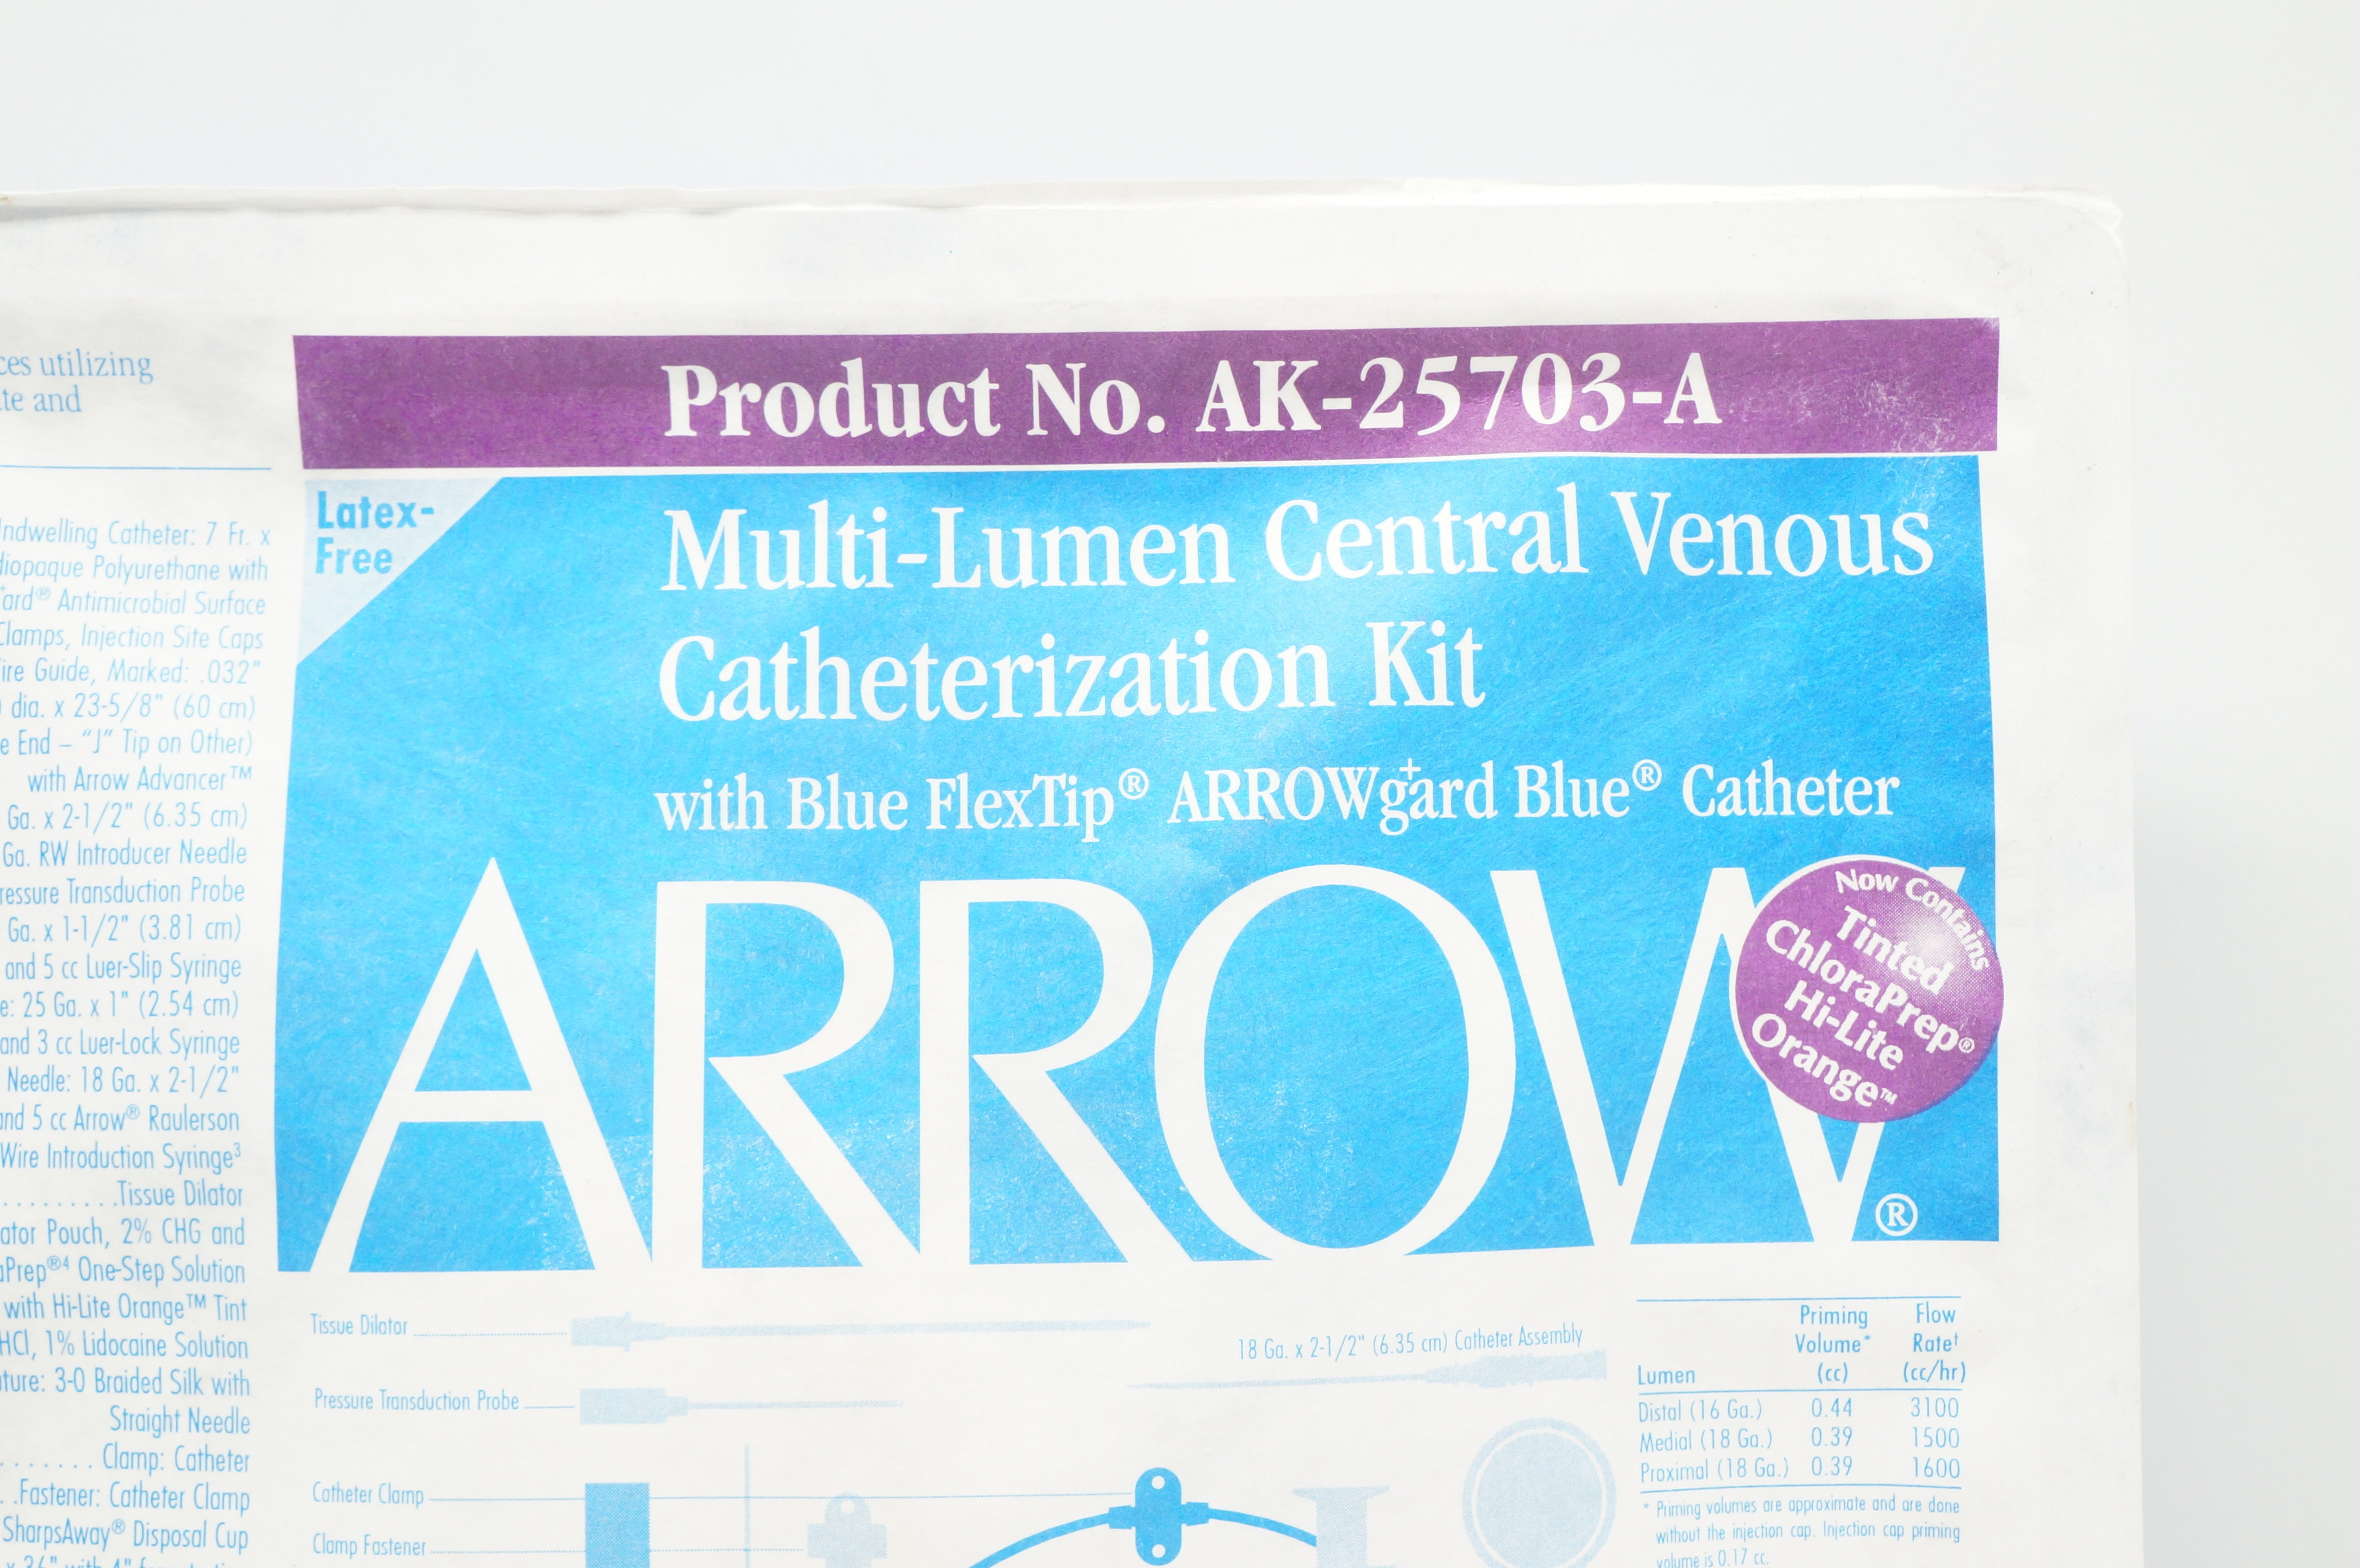 ces utilizing
te and
Indwelling Catheter: 7 Fr. x
diopaque Polyurethane with
ard® Antimicrobial Surface
Clamps, Injection Site Caps
ire Guide, Marked: .032"
dia. x 23-5/8" (60 cm)
e End – “J” Tip on Other)
with Arrow Advancer™
Ga. x 2-1/2" (6.35 cm)
Ga. RW Introducer Needle
ressure Transduction Probe
Ga. x 1-1/2" (3.81 cm)
and 5 cc Luer-Slip Syringe
e: 25 Ga. x 1" (2.54 cm)
and 3 cc Luer-Lock Syringe
Needle: 18 Ga. x 2-1/2"
and 5 cc Arrow® Raulerson
Wire Introduction Syringe³
.........Tissue Dilator
ator Pouch, 2% CHG and
aPrep®⁴ One-Step Solution
with Hi-Lite Orange™ Tint
HCl, 1% Lidocaine Solution
uture: 3-0 Braided Silk with
Straight Needle
....... Clamp: Catheter
. .Fastener: Catheter Clamp
SharpsAway® Disposal Cup
Product No. AK-25703-A
Latex-
Free
Multi-Lumen Central Venous
Catheterization Kit
with Blue FlexTip® ARROWg+ard Blue® Catheter
ARROW®
Now Contains
Tinted
ChloraPrep®
Hi-Lite
Orange™
Tissue Dilator
18 Ga. x 2-1/2" (6.35 cm) Catheter Assembly
Pressure Transduction Probe
Catheter Clamp
Clamp Fastener
Priming Flow
Volume* Rate†
Lumen (cc) (cc/hr)
Distal (16 Ga.) 0.44 3100
Medial (18 Ga.) 0.39 1500
Proximal (18 Ga.) 0.39 1600
* Priming volumes are approximate and are done
without the injection cap. Injection cap priming
volume is 0.17 cc.